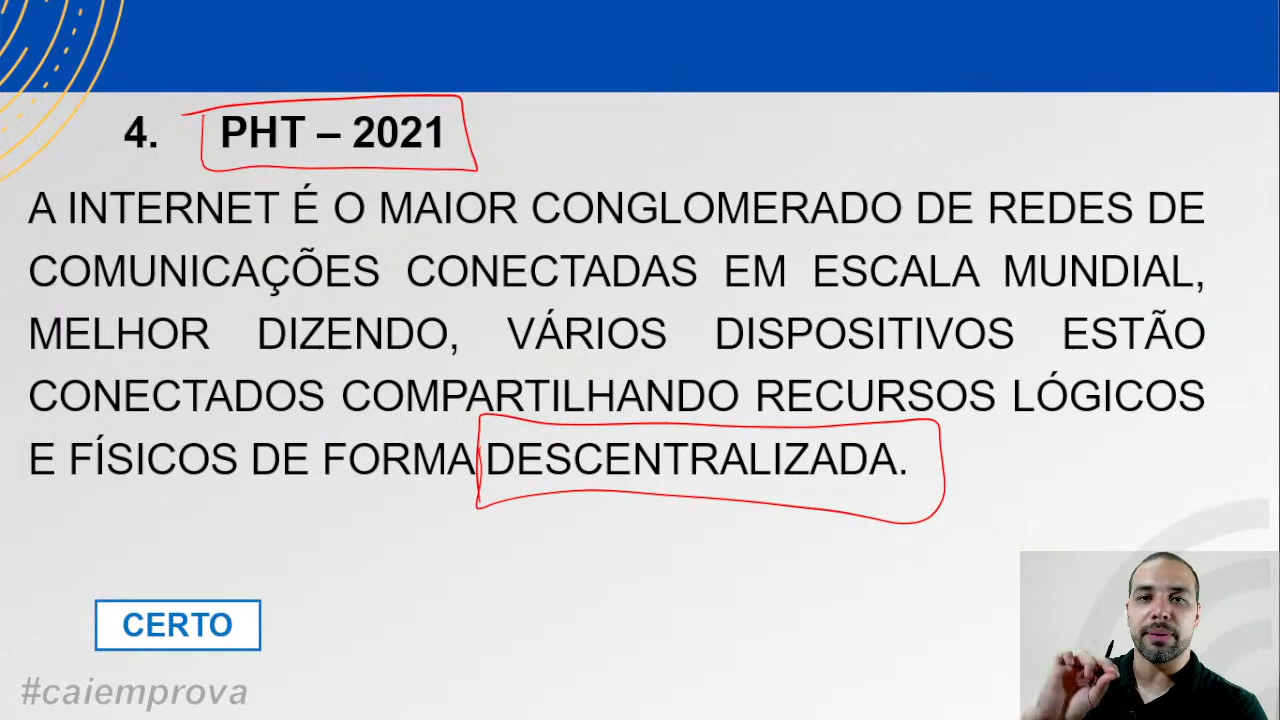 4. PHT – 2021
A INTERNET É O MAIOR CONGLOMERADO DE REDES DE
COMUNICAÇÕES CONECTADAS EM ESCALA MUNDIAL,
MELHOR DIZENDO, VÁRIOS DISPOSITIVOS ESTÃO
CONECTADOS COMPARTILHANDO RECURSOS LÓGICOS
E FÍSICOS DE FORMA DESCENTRALIZADA.
CERTO
#caiemprova